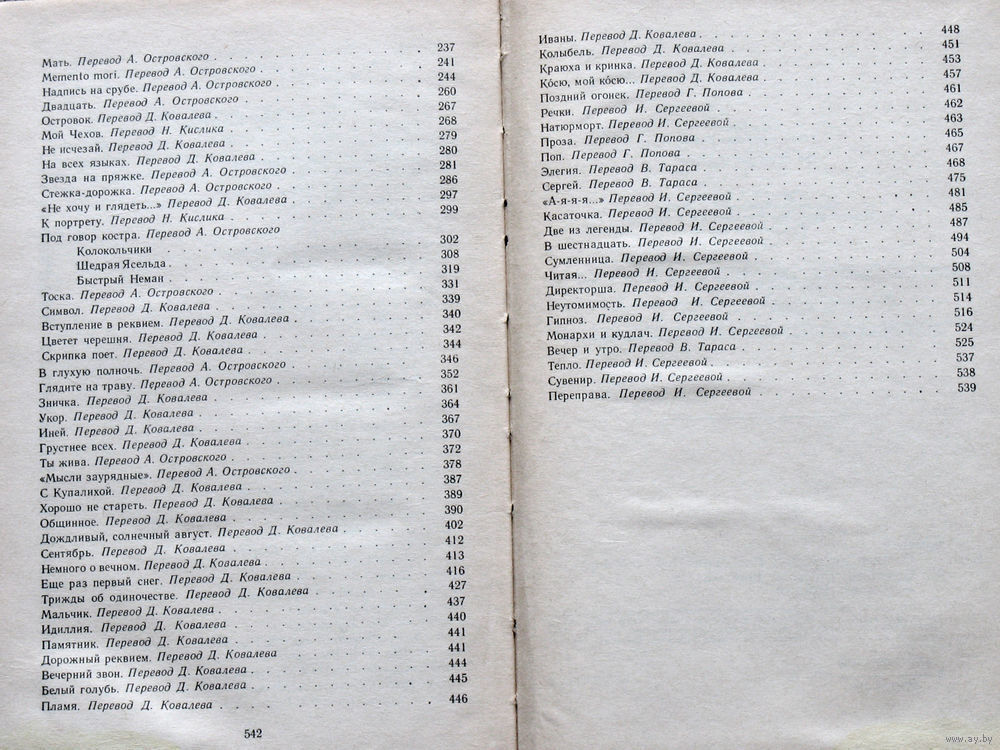 Мать. Перевод А. Островского . . . 237
Memento mori. Перевод А. Островского . . . 241
Надпись на срубе. Перевод А. Островского . . . 244
Двадцать. Перевод А. Островского . . . 260
Островок. Перевод Д. Ковалева . . . 267
Мой Чехов. Перевод Н. Кислика . . . 268
Не исчезай. Перевод Д. Ковалева . . . 279
На всех языках. Перевод Д. Ковалева . . . 280
Звезда на пряжке. Перевод А. Островского . . . 281
Стежка-дорожка. Перевод А. Островского . . . 286
«Не хочу и глядеть...» Перевод Д. Ковалева . . . 297
К портрету. Перевод Н. Кислика . . . 299
Под говор костра. Перевод А. Островского
Колокольчики . . . 302
Щедрая Ясельда . . . 308
Быстрый Неман . . . 319
Тоска. Перевод А. Островского . . . 331
Символ. Перевод Д. Ковалева . . . 339
Вступление в реквием. Перевод Д. Ковалева . . . 340
Цветет черешня. Перевод Д. Ковалева . . . 342
Скрипка поет. Перевод Д. Ковалева . . . 344
В глухую полночь. Перевод А. Островского . . . 346
Глядите на траву. Перевод А. Островского . . . 352
Зничка. Перевод Д. Ковалева . . . 361
Укор. Перевод Д. Ковалева . . . 364
Иней. Перевод Д. Ковалева . . . 367
Грустнее всех. Перевод Д. Ковалева . . . 370
Ты жива. Перевод А. Островского . . . 372
«Мысли заурядные». Перевод А. Островского . . . 378
С Купалихой. Перевод Д. Ковалева . . . 387
Хорошо не стареть. Перевод Д. Ковалева . . . 389
Общинное. Перевод Д. Ковалева . . . 390
Дождливый, солнечный август. Перевод Д. Ковалева . . . 402
Сентябрь. Перевод Д. Ковалева . . . 412
Немного о вечном. Перевод Д. Ковалева . . . 413
Еще раз первый снег. Перевод Д. Ковалева . . . 416
Трижды об одиночестве. Перевод Д. Ковалева . . . 427
Мальчик. Перевод Д. Ковалева . . . 437
Идиллия. Перевод Д. Ковалева . . . 440
Памятник. Перевод Д. Ковалева . . . 441
Дорожный реквием. Перевод Д. Ковалева . . . 441
Вечерний звон. Перевод Д. Ковалева . . . 444
Белый голубь. Перевод Д. Ковалева . . . 445
Пламя. Перевод Д. Ковалева . . . 446
542
Иваны. Перевод Д. Ковалева . . . 448
Колыбель. Перевод Д. Ковалева . . . 451
Краюха и кринка. Перевод Д. Ковалева . . . 453
Ко́сю, мой ко́сю... Перевод Д. Ковалева . . . 457
Поздний огонек. Перевод Г. Попова . . . 461
Речки. Перевод И. Сергеевой . . . 462
Натюрморт. Перевод И. Сергеевой . . . 463
Проза. Перевод Г. Попова . . . 465
Поп. Перевод Г. Попова . . . 467
Элегия. Перевод В. Тараса . . . 468
Сергей. Перевод В. Тараса . . . 475
«А-я-я-я...» Перевод И. Сергеевой . . . 481
Касаточка. Перевод И. Сергеевой . . . 485
Две из легенды. Перевод И. Сергеевой . . . 487
В шестнадцать. Перевод И. Сергеевой . . . 494
Сумленница. Перевод И. Сергеевой . . . 504
Читая... Перевод И. Сергеевой . . . 508
Директорша. Перевод И. Сергеевой . . . 511
Неутомимость. Перевод И. Сергеевой . . . 514
Гипноз. Перевод И. Сергеевой . . . 516
Монархи и кудлач. Перевод И. Сергеевой . . . 524
Вечер и утро. Перевод В. Тараса . . . 525
Тепло. Перевод И. Сергеевой . . . 537
Сувенир. Перевод И. Сергеевой . . . 538
Переправа. Перевод И. Сергеевой . . . 539
www.ay.by